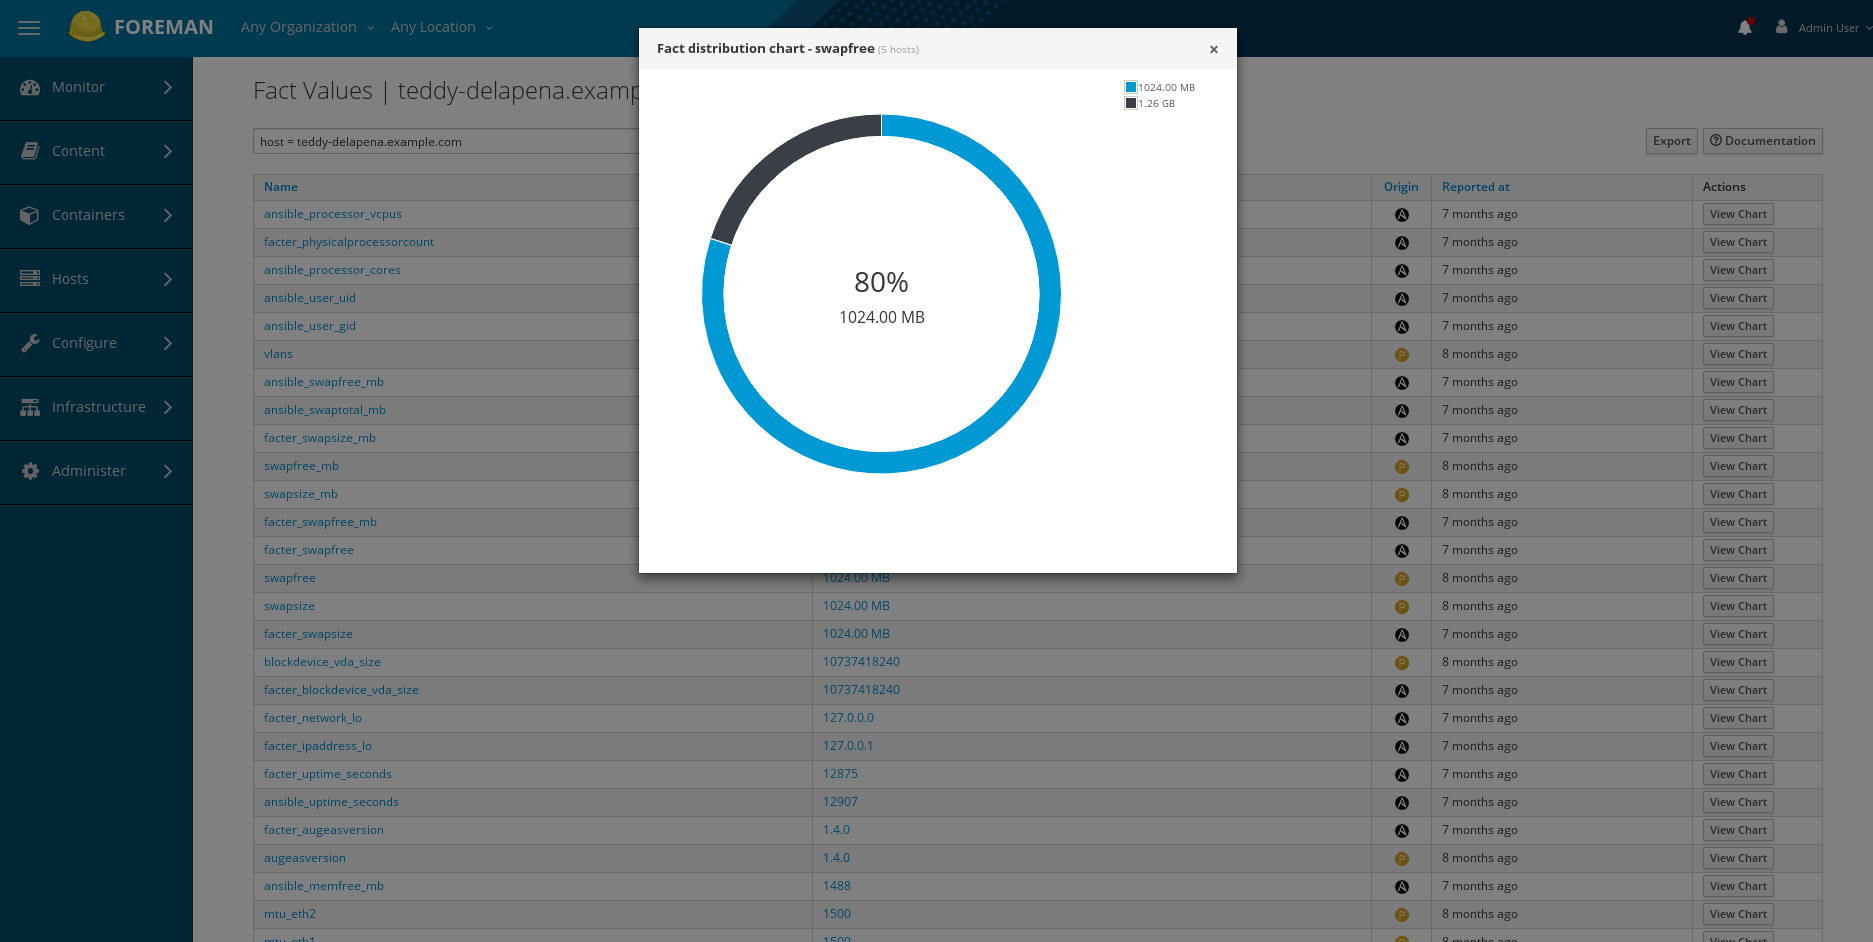 FOREMAN
Any Organization
Any Location
Admin User
Monitor
Content
Containers
Hosts
Configure
Infrastructure
Administer
Fact Values | teddy-delapena.examp
host = teddy-delapena.example.com
Export
Documentation
Fact distribution chart - swapfree (5 hosts)
×
1024.00 MB
1.26 GB
80%
1024.00 MB
Name Origin Reported at Actions
ansible_processor_vcpus 7 months ago View Chart
facter_physicalprocessorcount 7 months ago View Chart
ansible_processor_cores 7 months ago View Chart
ansible_user_uid 7 months ago View Chart
ansible_user_gid 7 months ago View Chart
vlans P 8 months ago View Chart
ansible_swapfree_mb 7 months ago View Chart
ansible_swaptotal_mb 7 months ago View Chart
facter_swapsize_mb 7 months ago View Chart
swapfree_mb P 8 months ago View Chart
swapsize_mb P 8 months ago View Chart
facter_swapfree_mb 7 months ago View Chart
facter_swapfree 7 months ago View Chart
swapfree 1024.00 MB P 8 months ago View Chart
swapsize 1024.00 MB P 8 months ago View Chart
facter_swapsize 1024.00 MB 7 months ago View Chart
blockdevice_vda_size 10737418240 P 8 months ago View Chart
facter_blockdevice_vda_size 10737418240 7 months ago View Chart
facter_network_lo 127.0.0.0 7 months ago View Chart
facter_ipaddress_lo 127.0.0.1 7 months ago View Chart
facter_uptime_seconds 12875 7 months ago View Chart
ansible_uptime_seconds 12907 7 months ago View Chart
facter_augeasversion 1.4.0 7 months ago View Chart
augeasversion 1.4.0 P 8 months ago View Chart
ansible_memfree_mb 1488 7 months ago View Chart
mtu_eth2 1500 P 8 months ago View Chart
mtu_eth1 1500 P 8 months ago View Chart